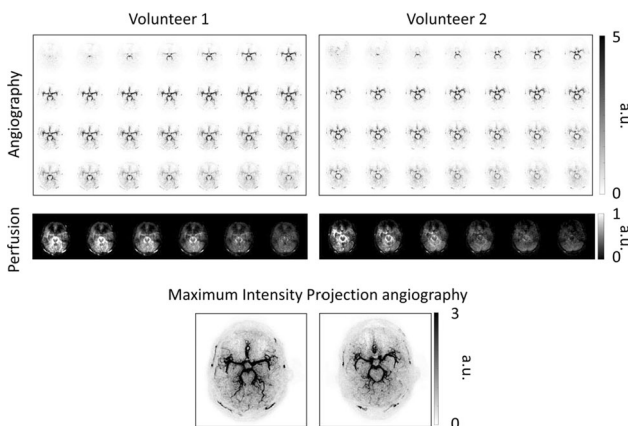 Volunteer 1
Volunteer 2
Angiography
5
a.u.
0
Perfusion
1
a.u.
0
Maximum Intensity Projection angiography
3
a.u.
0